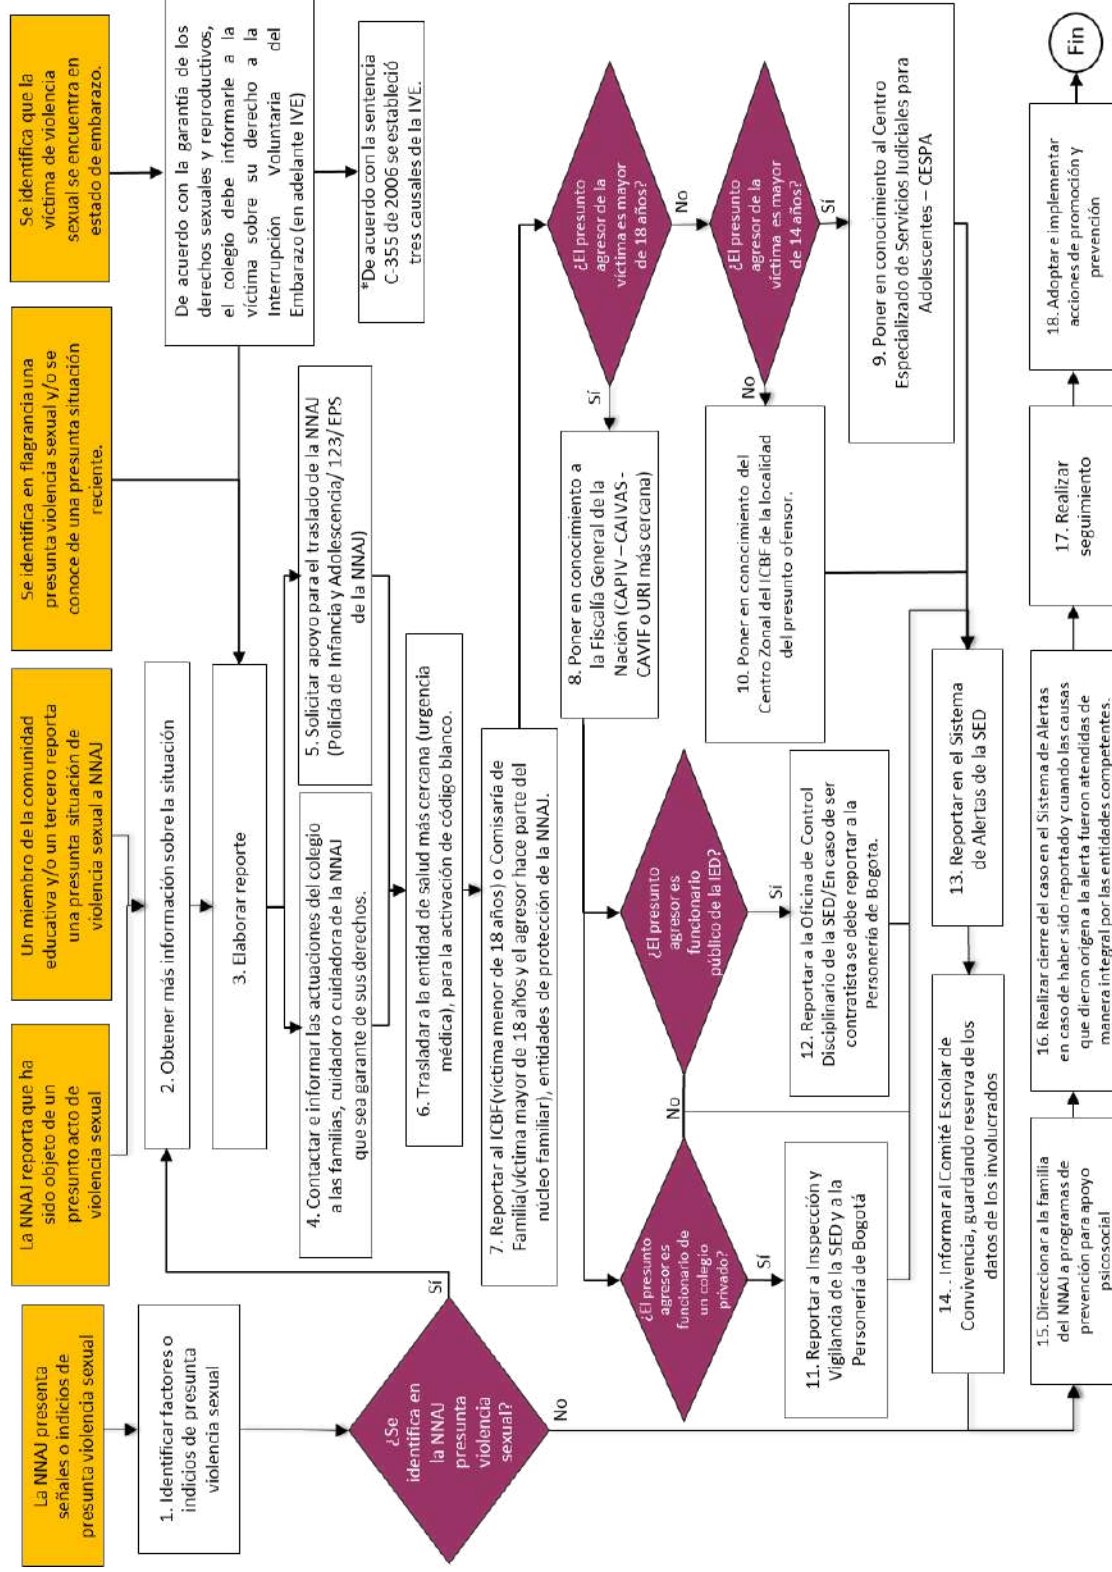 La NNAJ presenta
señales o indicios de
presunta violencia sexual
La NNAJ reporta que ha
sido objeto de un
presunto acto de
violencia sexual
Un miembro de la comunidad
educativa y/o un tercero reporta
una presunta situación de
violencia sexual a NNAJ
Se identifica en flagrancia una
presunta violencia sexual y/o se
conoce de una presunta situación
reciente.
Se identifica que la
víctima de violencia
sexual se encuentra en
estado de embarazo.
1. Identificar factores o
indicios de presunta
violencia sexual
2. Obtener más información sobre la situación
De acuerdo con la garantía de los
derechos sexuales y reproductivos,
el colegio debe informarle a la
víctima sobre su derecho a la
Interrupción Voluntaria del
Embarazo (en adelante IVE)
3. Elaborar reporte
*De acuerdo con la sentencia
C-355 de 2006 se estableció
tres causales de la IVE.
¿Se
identifica en
la NNAJ
presunta
violencia
sexual?
Sí
No
4. Contactar e informar las actuaciones del colegio
a las familias, cuidador o cuidadora de la NNAJ
que sea garante de sus derechos.
5. Solicitar apoyo para el traslado de la NNAJ
(Policía de Infancia y Adolescencia/ 123/ EPS
de la NNAJ)
6. Trasladar a la entidad de salud más cercana (urgencia
médica), para la activación de código blanco.
7. Reportar al ICBF(víctima menor de 18 años) o Comisaría de
Familia(víctima mayor de 18 años y el agresor hace parte del
núcleo familiar), entidades de protección de la NNAJ.
¿El presunto
agresor de la
víctima es mayor
de 18 años?
Sí
No
8. Poner en conocimiento a
la Fiscalía General de la
Nación (CAPIV – CAIVAS -
CAVIF o URI más cercana)
¿El presunto
agresor de la
víctima es mayor
de 14 años?
No
Sí
¿El presunto
agresor es
funcionario de
un colegio
privado?
No
Sí
¿El presunto
agresor es
funcionario
público de la IED?
Sí
10. Poner en conocimiento del
Centro Zonal del ICBF de la localidad
del presunto ofensor.
9. Poner en conocimiento al Centro
Especializado de Servicios Judiciales para
Adolescentes – CESPA
11. Reportar a Inspección y
Vigilancia de la SED y a la
Personería de Bogotá
12. Reportar a la Oficina de Control
Disciplinario de la SED/En caso de ser
contratista se debe reportar a la
Personería de Bogota.
14. . Informar al Comité Escolar de
Convivencia, guardando reserva de los
datos de los involucrados
13. Reportar en el Sistema
de Alertas de la SED
15. Direccionar a la familia
del NNAJ a programas de
prevención para apoyo
psicosocial
16. Realizar cierre del caso en el Sistema de Alertas
en caso de haber sido reportado y cuando las causas
que dieron origen a la alerta fueron atendidas de
manera integral por las entidades competentes.
17. Realizar
seguimiento
18. Adoptar e implementar
acciones de promoción y
prevención
Fin